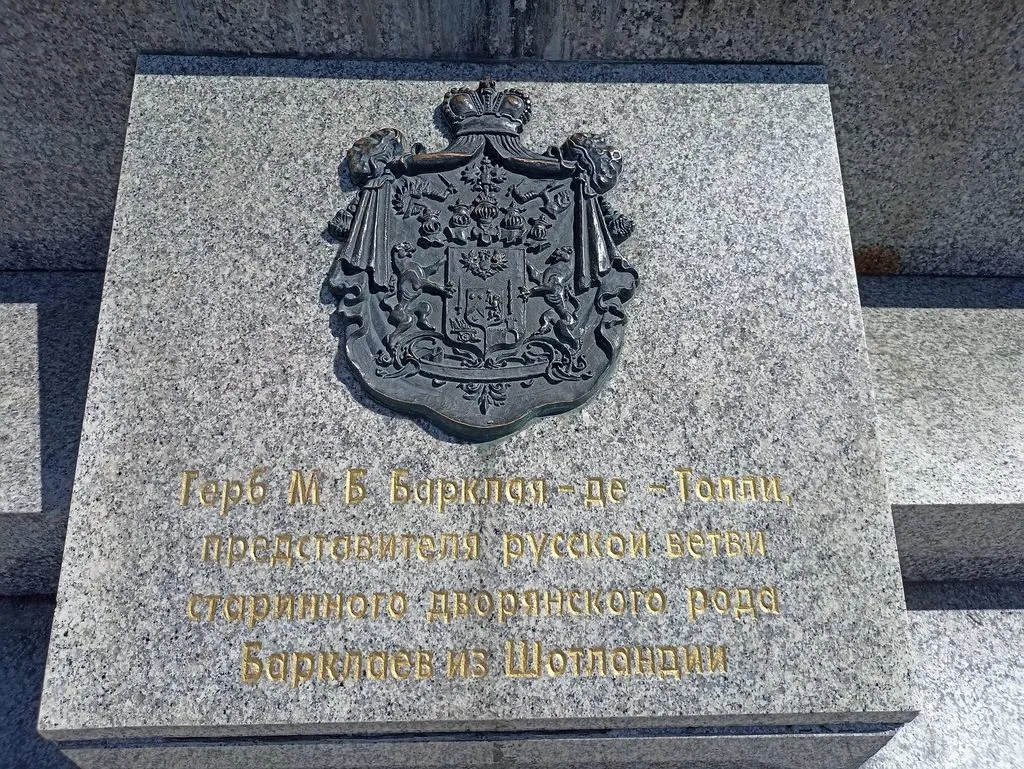 Герб М Б Барклая-де-Толли,
представителя русской ветви
старинного дворянского рода
Барклаев из Шотландии